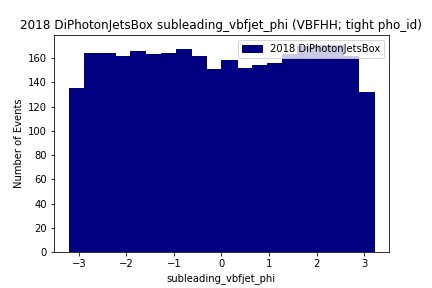 2018 DiPhotonJetsBox subleading_vbfjet_phi (VBFHH; tight pho_id)
2018 DiPhotonJetsBox
160
140
120
100
80
60
40
20
0
Number of Events
−3 −2 −1 0 1 2 3
subleading_vbfjet_phi